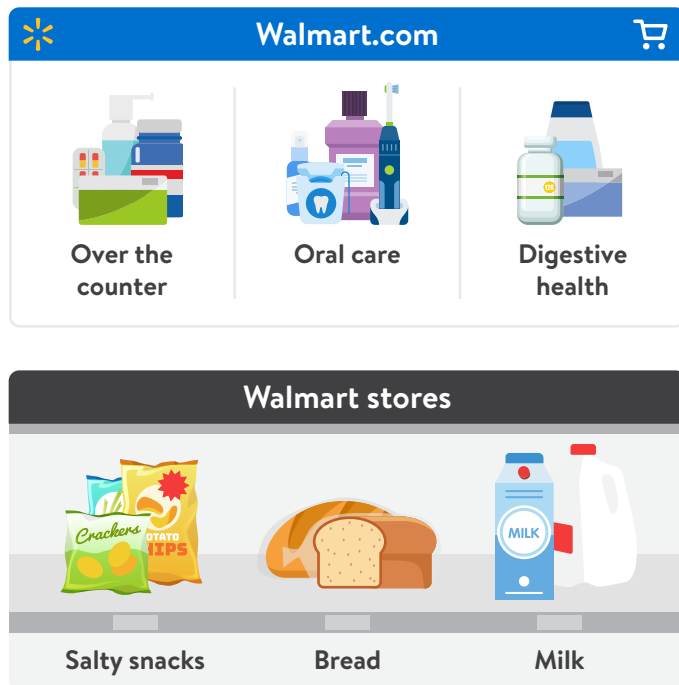 Walmart.com
Over the
counter
Oral care
Digestive
health
Walmart stores
Crackers
POTATO
CHIPS
MILK
Salty snacks
Bread
Milk